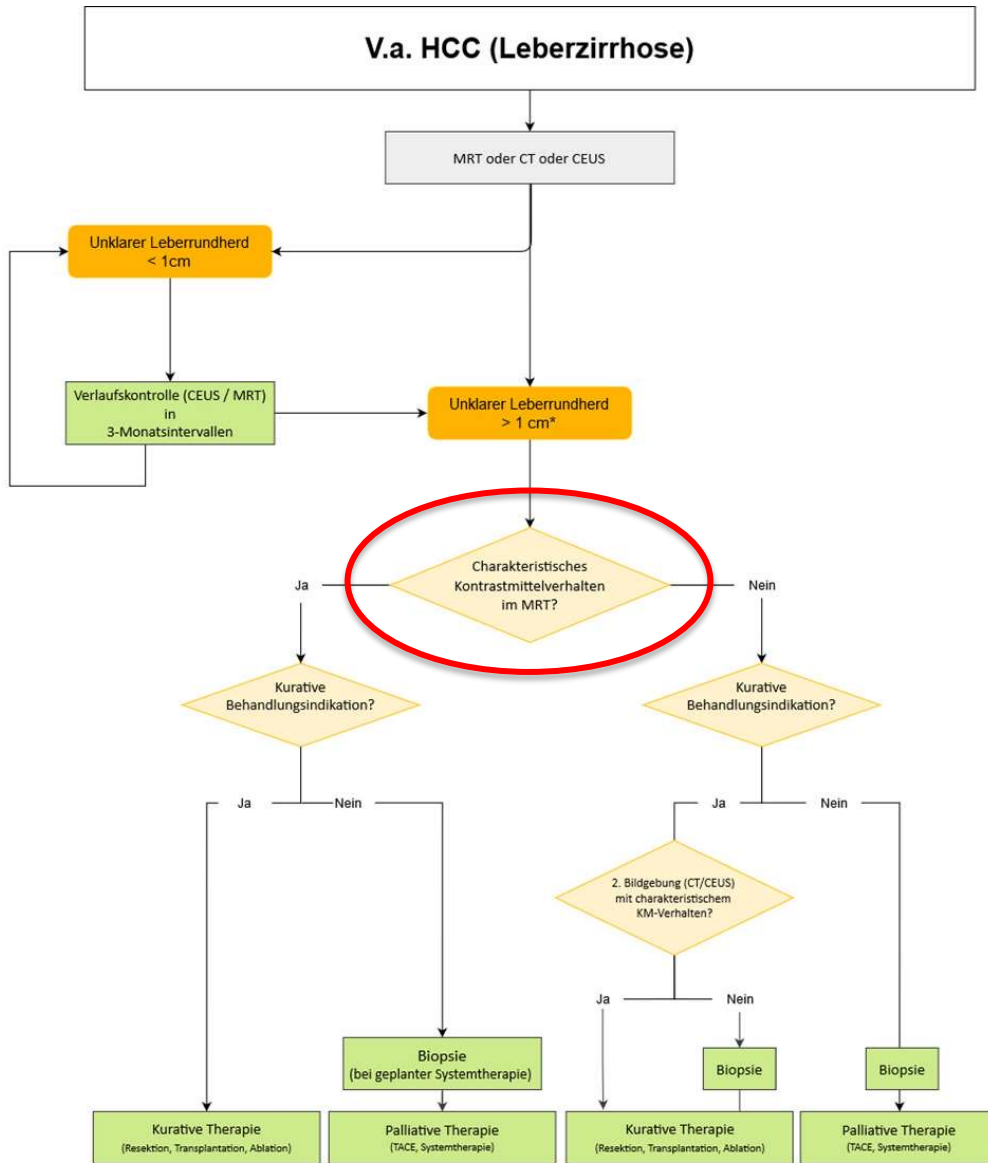 V.a. HCC (Leberzirrhose)
MRT oder CT oder CEUS
Unklarer Leberrundherd
< 1cm
Verlaufskontrolle (CEUS / MRT)
in
3-Monatsintervallen
Unklarer Leberrundherd
> 1 cm*
Charakteristisches
Kontrastmittelverhalten
im MRT?
Ja
Nein
Kurative
Behandlungsindikation?
Kurative
Behandlungsindikation?
Ja
Nein
Ja
Nein
2. Bildgebung (CT/CEUS)
mit charakteristischem
KM-Verhalten?
Ja
Nein
Biopsie
(bei geplanter Systemtherapie)
Biopsie
Biopsie
Kurative Therapie
(Resektion, Transplantation, Ablation)
Palliative Therapie
(TACE, Systemtherapie)
Kurative Therapie
(Resektion, Transplantation, Ablation)
Palliative Therapie
(TACE, Systemtherapie)